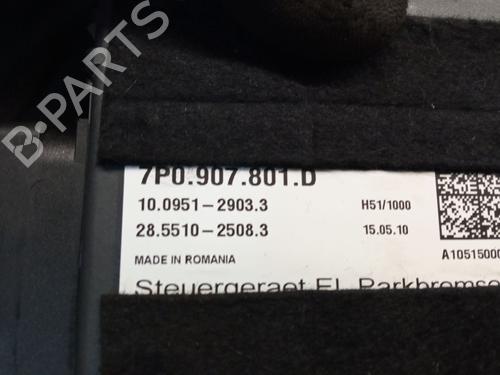 B-PARTS
7P0.907.801.D
10.0951-2903.3 H51/1000
28.5510-2508.3 15.05.10
MADE IN ROMANIA A10515000
Steuergeraet El. Parkbremse